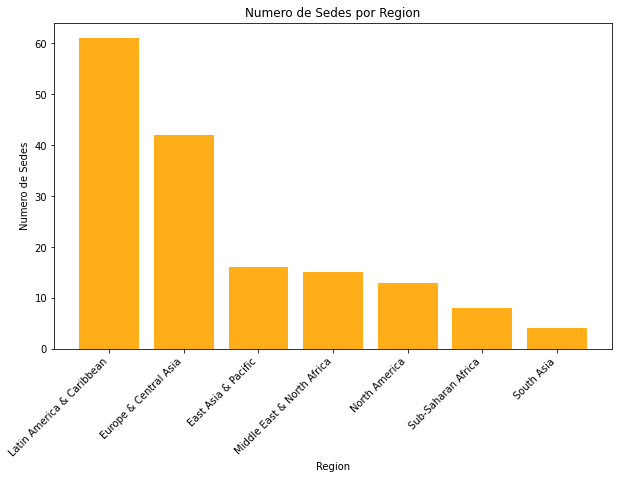 Numero de Sedes por Region
Numero de Sedes
60
50
40
30
20
10
0
Latin America & Caribbean
Europe & Central Asia
East Asia & Pacific
Middle East & North Africa
North America
Sub-Saharan Africa
South Asia
Region